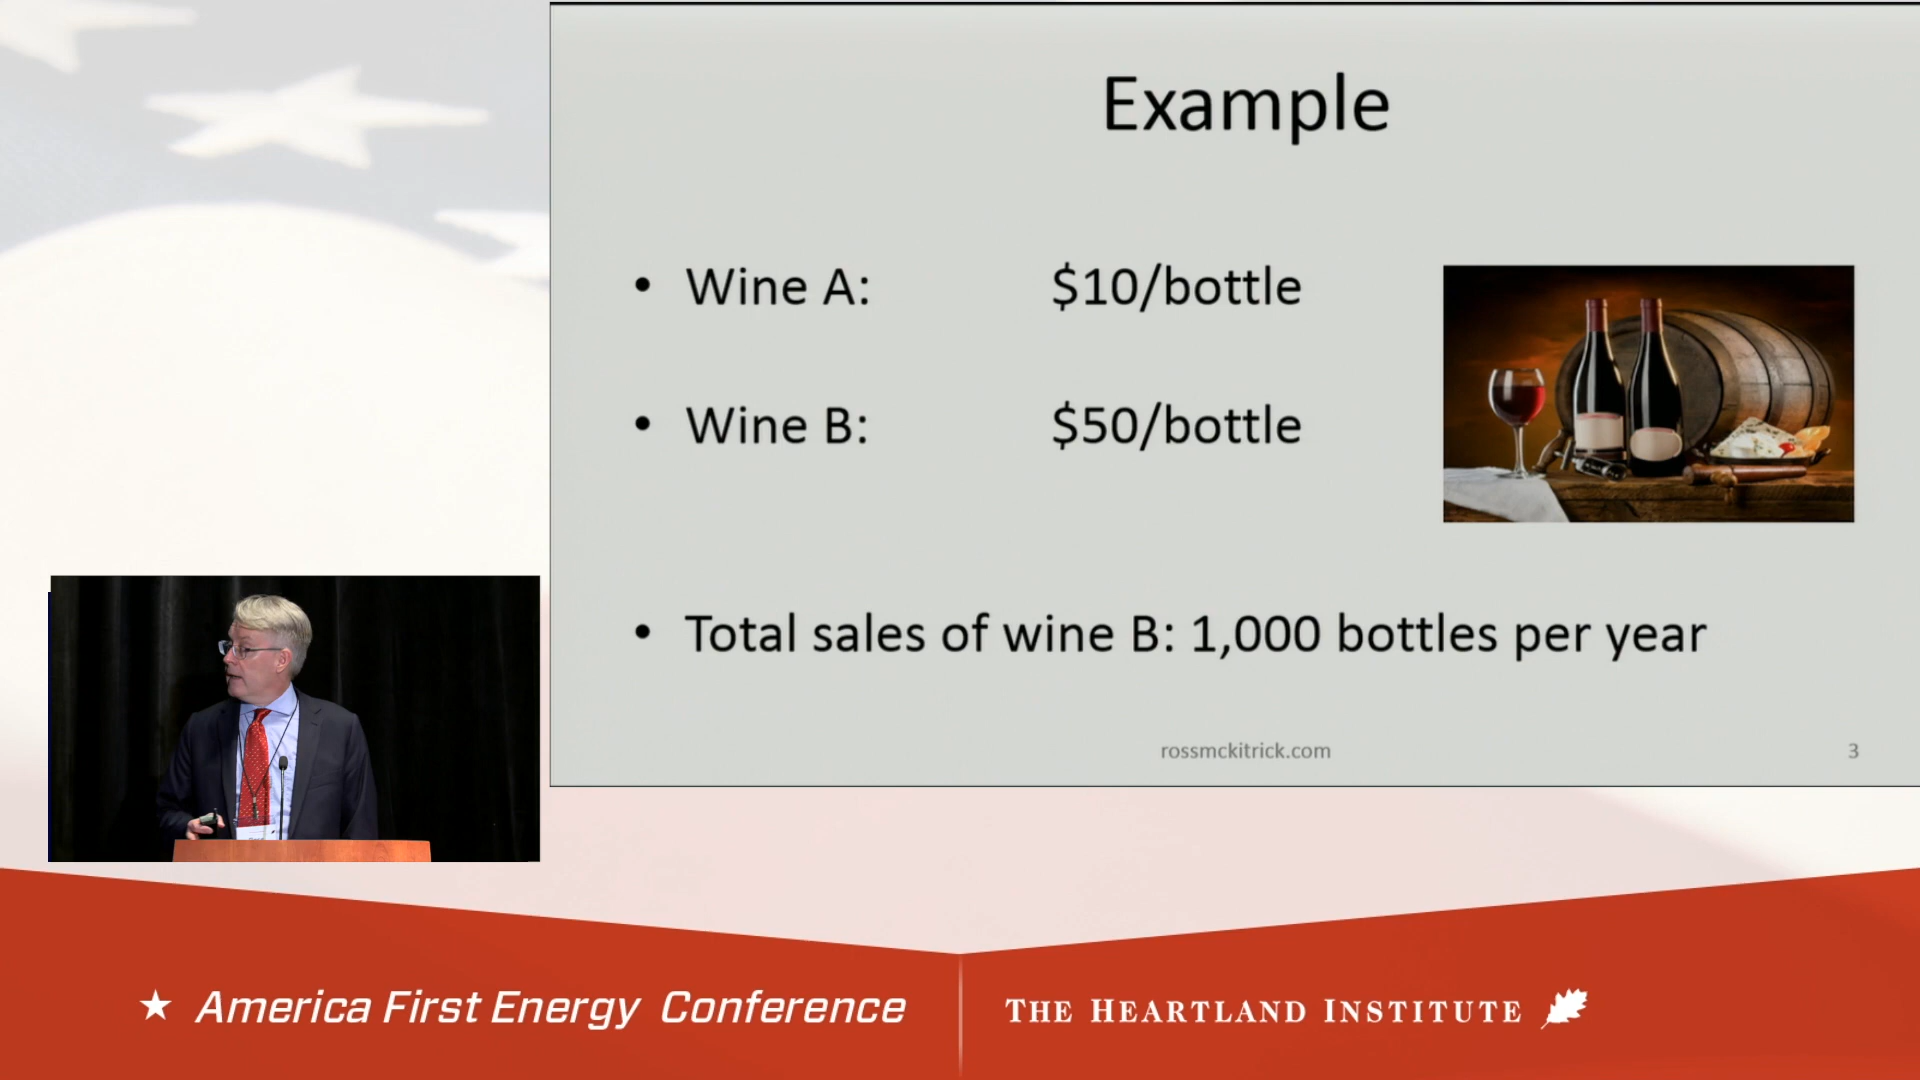 Example
• Wine A: $10/bottle
• Wine B: $50/bottle
• Total sales of wine B: 1,000 bottles per year
rossmckitrick.com 3
America First Energy Conference
THE HEARTLAND INSTITUTE